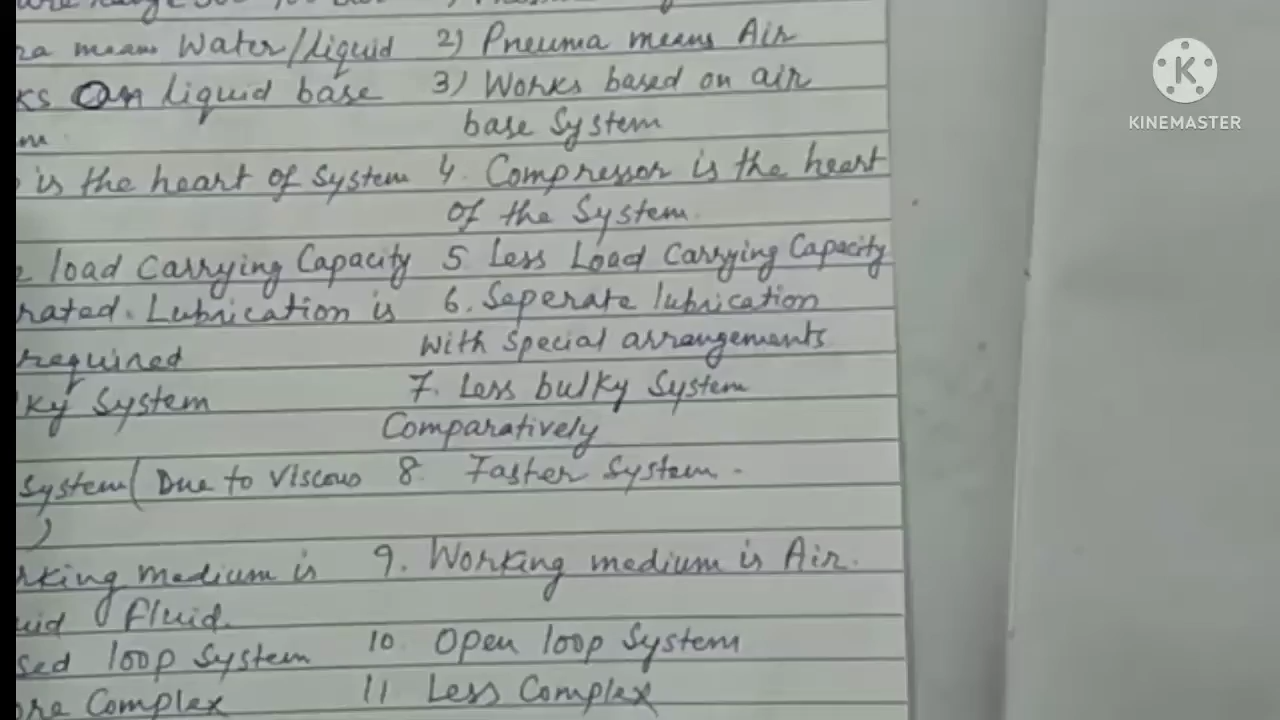 means Water/liquid 2) Pneuma means Air
On liquid base 3) Works based on air
base System
is the heart of System 4. Compressor is the heart
of the System.
load Carrying Capacity 5. Less Load Carrying Capacity
Lubrication is 6. Seperate lubrication
required with special arrangements
System 7. Less bulky System
Comparatively
System (Due to Viscous 8. Faster System.
)
medium is 9. Working medium is Air.
fluid.
loop System 10 Open loop System
Complex 11 Less Complex
K
KINEMASTER